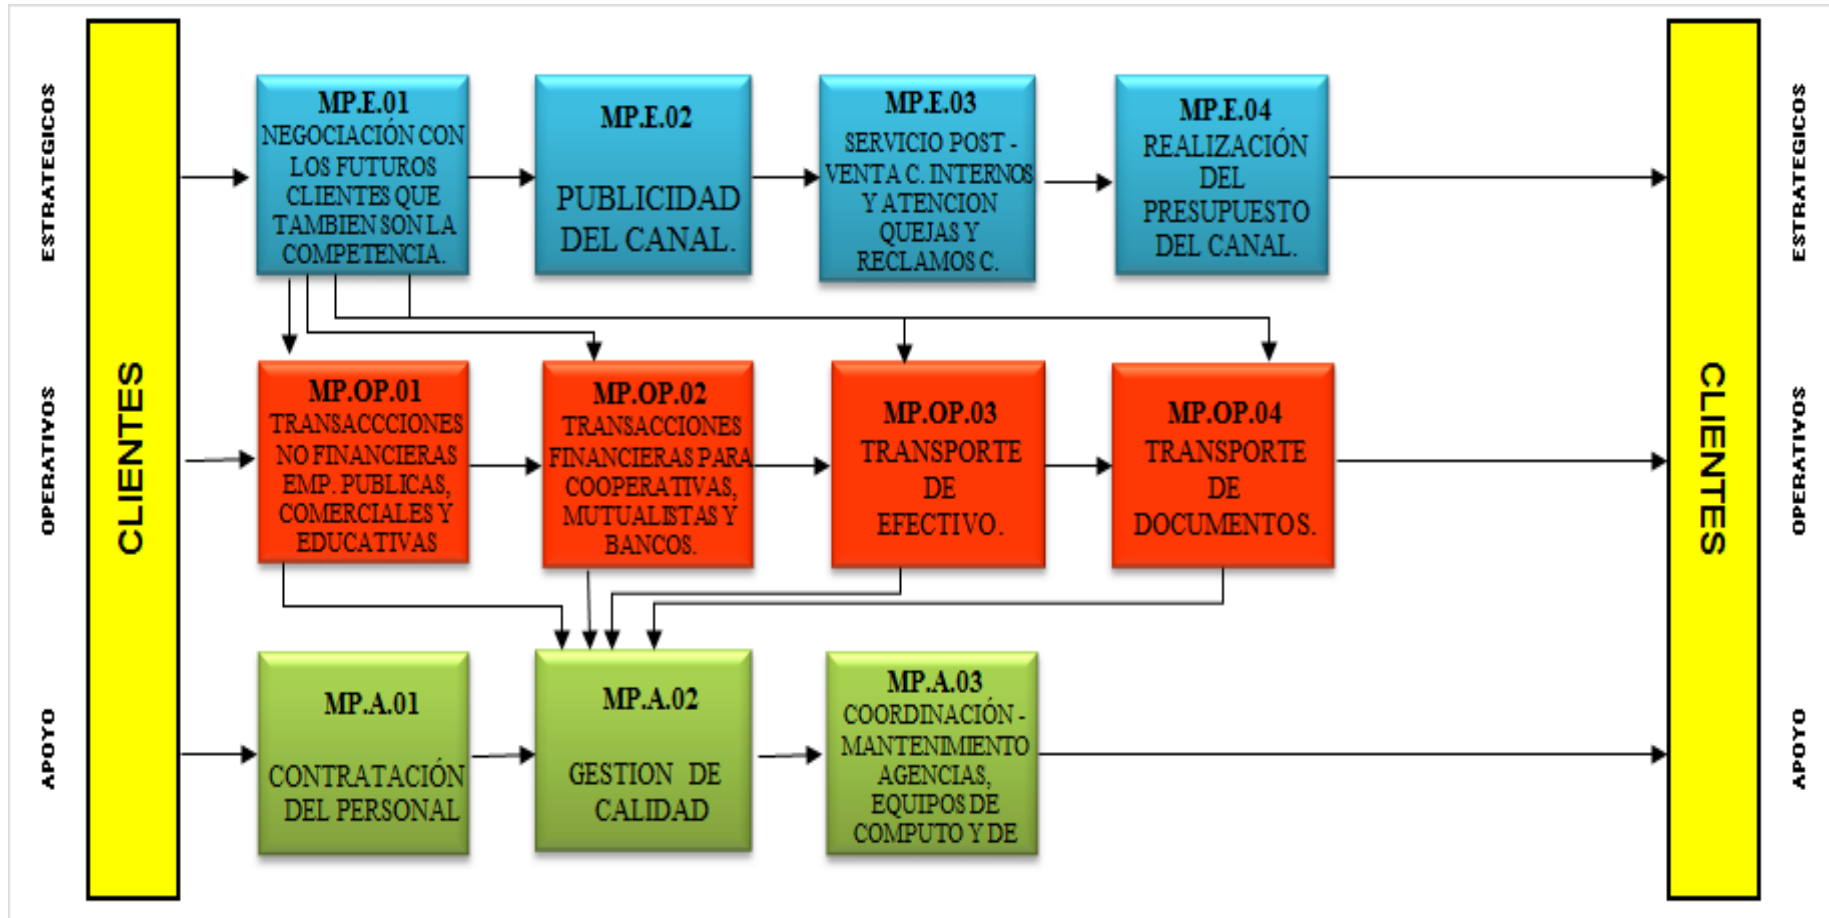 ESTRATEGICOS
OPERATIVOS
APOYO
CLIENTES
MP.E.01
NEGOCIACIÓN CON
LOS FUTUROS
CLIENTES QUE
TAMBIEN SON LA
COMPETENCIA.
MP.E.02
PUBLICIDAD
DEL CANAL.
MP.E.03
SERVICIO POST -
VENTA C. INTERNOS
Y ATENCION
QUEJAS Y
RECLAMOS C.
MP.E.04
REALIZACIÓN
DEL
PRESUPUESTO
DEL CANAL.
MP.OP.01
TRANSACCCIONES
NO FINANCIERAS
EMP. PUBLICAS,
COMERCIALES Y
EDUCATIVAS
MP.OP.02
TRANSACCIONES
FINANCIERAS PARA
COOPERATIVAS,
MUTUALISTAS Y
BANCOS.
MP.OP.03
TRANSPORTE
DE
EFECTIVO.
MP.OP.04
TRANSPORTE
DE
DOCUMENTOS.
MP.A.01
CONTRATACIÓN
DEL PERSONAL
MP.A.02
GESTION DE
CALIDAD
MP.A.03
COORDINACIÓN -
MANTENIMIENTO
AGENCIAS,
EQUIPOS DE
COMPUTO Y DE
CLIENTES
ESTRATEGICOS
OPERATIVOS
APOYO